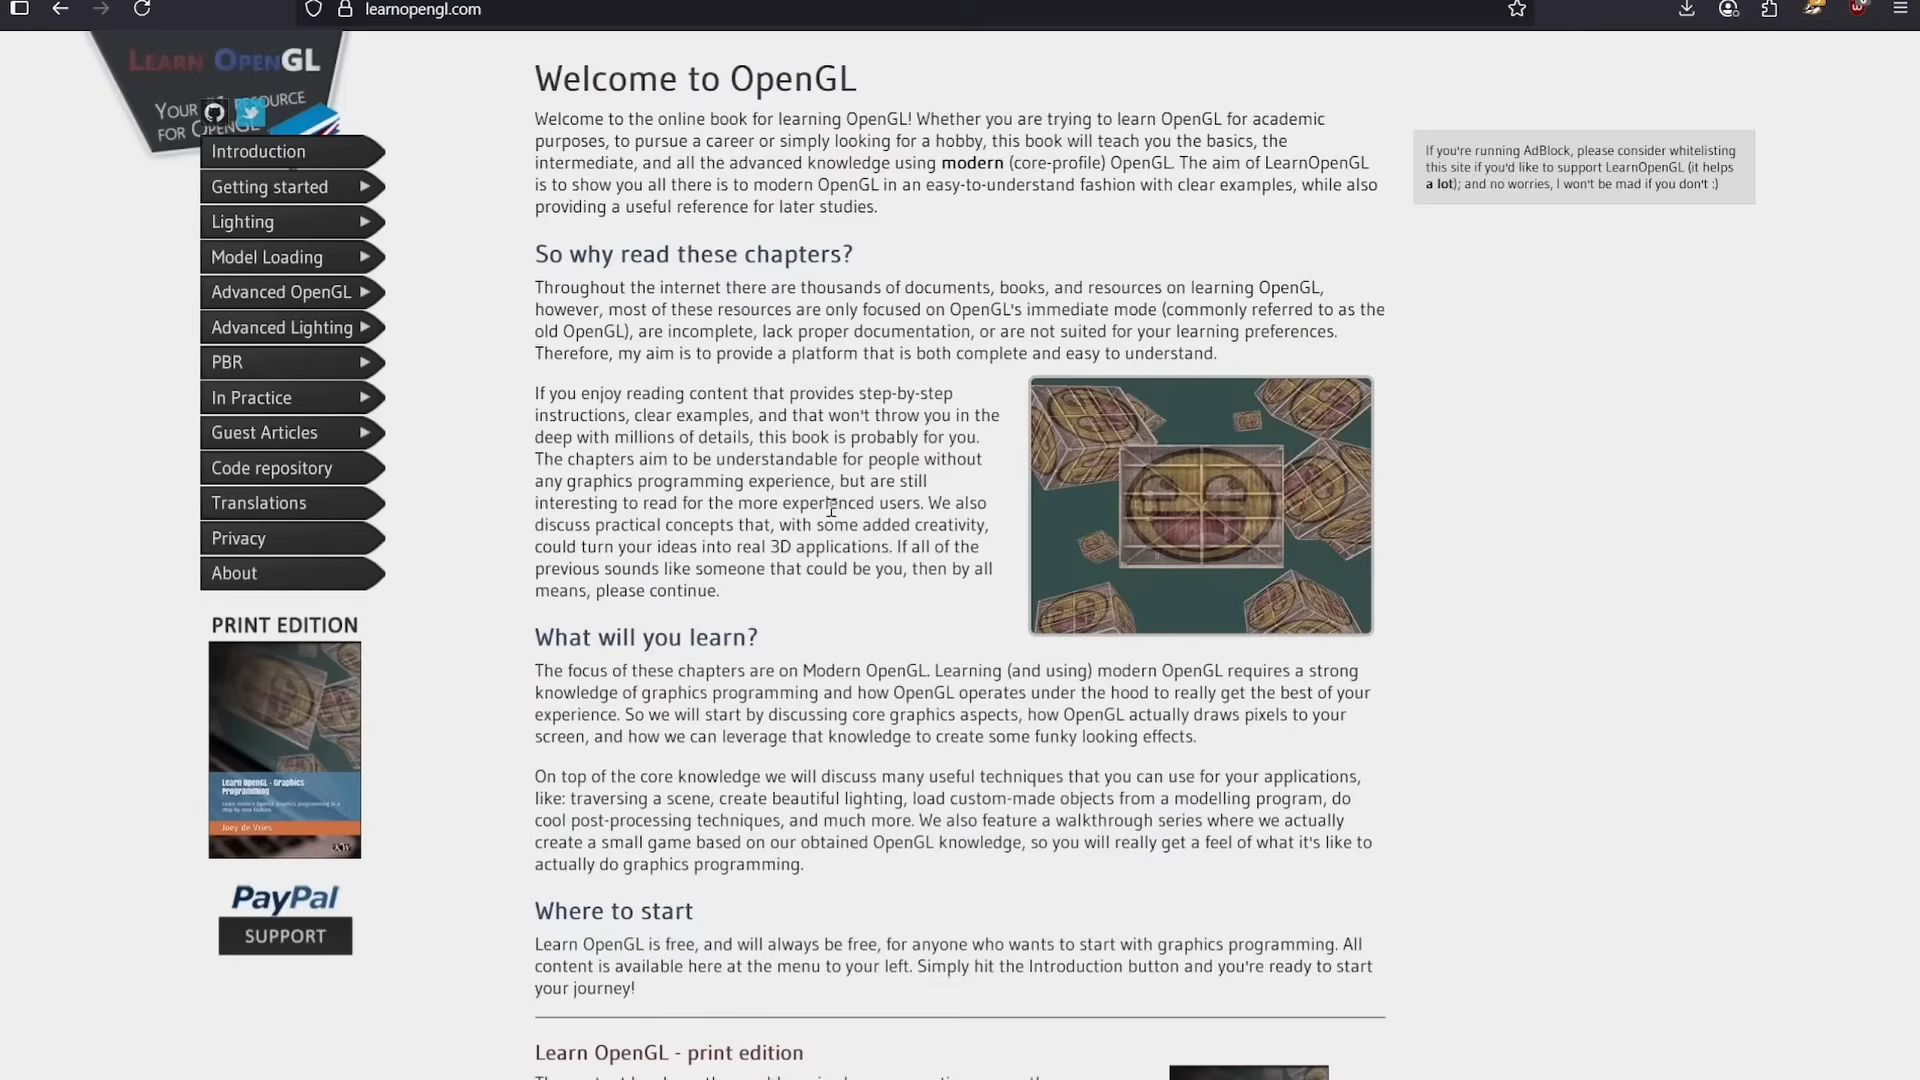 learnopengl.com
LEARN OPENGL
YOUR #1 RESOURCE
FOR OPENGL
Introduction
Getting started
Lighting
Model Loading
Advanced OpenGL
Advanced Lighting
PBR
In Practice
Guest Articles
Code repository
Translations
Privacy
About
PRINT EDITION
Learn OpenGL - Graphics
Programming
Learn modern OpenGL graphics programming in a
step-by-step fashion.
Joey de Vries
PayPal
SUPPORT
Welcome to OpenGL
Welcome to the online book for learning OpenGL! Whether you are trying to learn OpenGL for academic
purposes, to pursue a career or simply looking for a hobby, this book will teach you the basics, the
intermediate, and all the advanced knowledge using modern (core-profile) OpenGL. The aim of LearnOpenGL
is to show you all there is to modern OpenGL in an easy-to-understand fashion with clear examples, while also
providing a useful reference for later studies.
So why read these chapters?
Throughout the internet there are thousands of documents, books, and resources on learning OpenGL,
however, most of these resources are only focused on OpenGL's immediate mode (commonly referred to as the
old OpenGL), are incomplete, lack proper documentation, or are not suited for your learning preferences.
Therefore, my aim is to provide a platform that is both complete and easy to understand.
If you enjoy reading content that provides step-by-step
instructions, clear examples, and that won't throw you in the
deep with millions of details, this book is probably for you.
The chapters aim to be understandable for people without
any graphics programming experience, but are still
interesting to read for the more experienced users. We also
discuss practical concepts that, with some added creativity,
could turn your ideas into real 3D applications. If all of the
previous sounds like someone that could be you, then by all
means, please continue.
What will you learn?
The focus of these chapters are on Modern OpenGL. Learning (and using) modern OpenGL requires a strong
knowledge of graphics programming and how OpenGL operates under the hood to really get the best of your
experience. So we will start by discussing core graphics aspects, how OpenGL actually draws pixels to your
screen, and how we can leverage that knowledge to create some funky looking effects.
On top of the core knowledge we will discuss many useful techniques that you can use for your applications,
like: traversing a scene, create beautiful lighting, load custom-made objects from a modelling program, do
cool post-processing techniques, and much more. We also feature a walkthrough series where we actually
create a small game based on our obtained OpenGL knowledge, so you will really get a feel of what it's like to
actually do graphics programming.
Where to start
Learn OpenGL is free, and will always be free, for anyone who wants to start with graphics programming. All
content is available here at the menu to your left. Simply hit the Introduction button and you're ready to start
your journey!
Learn OpenGL - print edition
If you're running AdBlock, please consider whitelisting
this site if you'd like to support LearnOpenGL (it helps
a lot); and no worries, I won't be mad if you don't :)